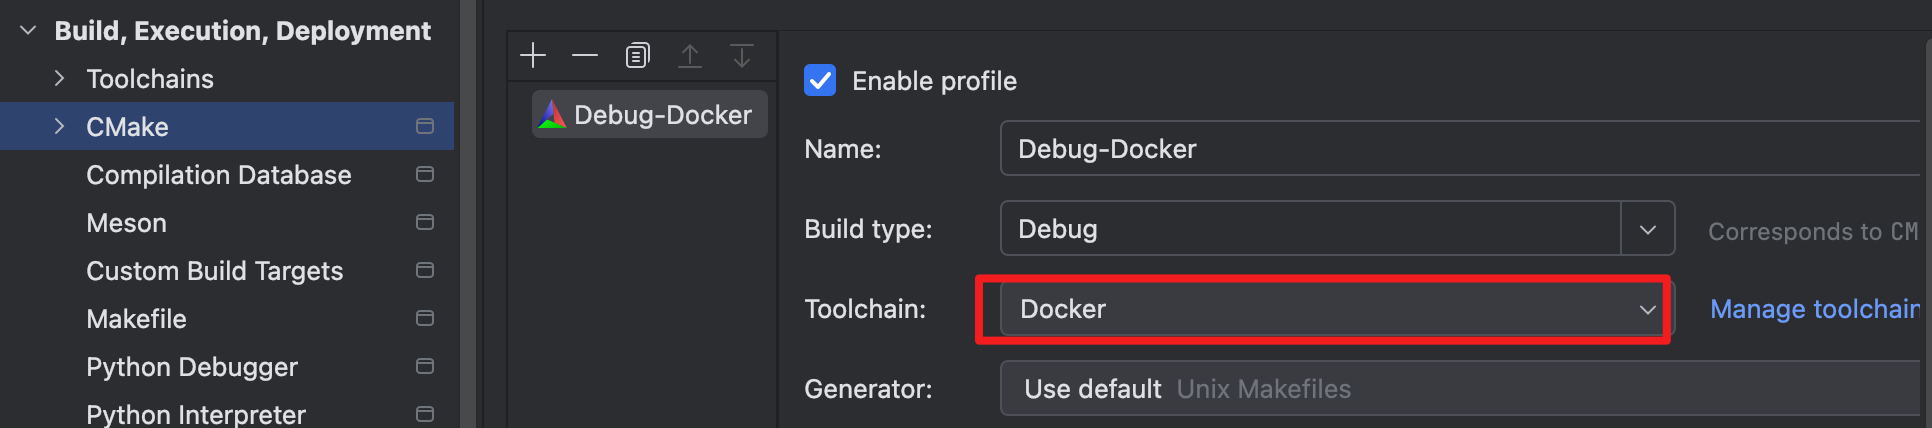 Build, Execution, Deployment
Toolchains
CMake
Compilation Database
Meson
Custom Build Targets
Makefile
Python Debugger
Python Interpreter
Debug-Docker
Enable profile
Name: Debug-Docker
Build type: Debug Corresponds to CM
Toolchain: Docker Manage toolchain
Generator: Use default Unix Makefiles